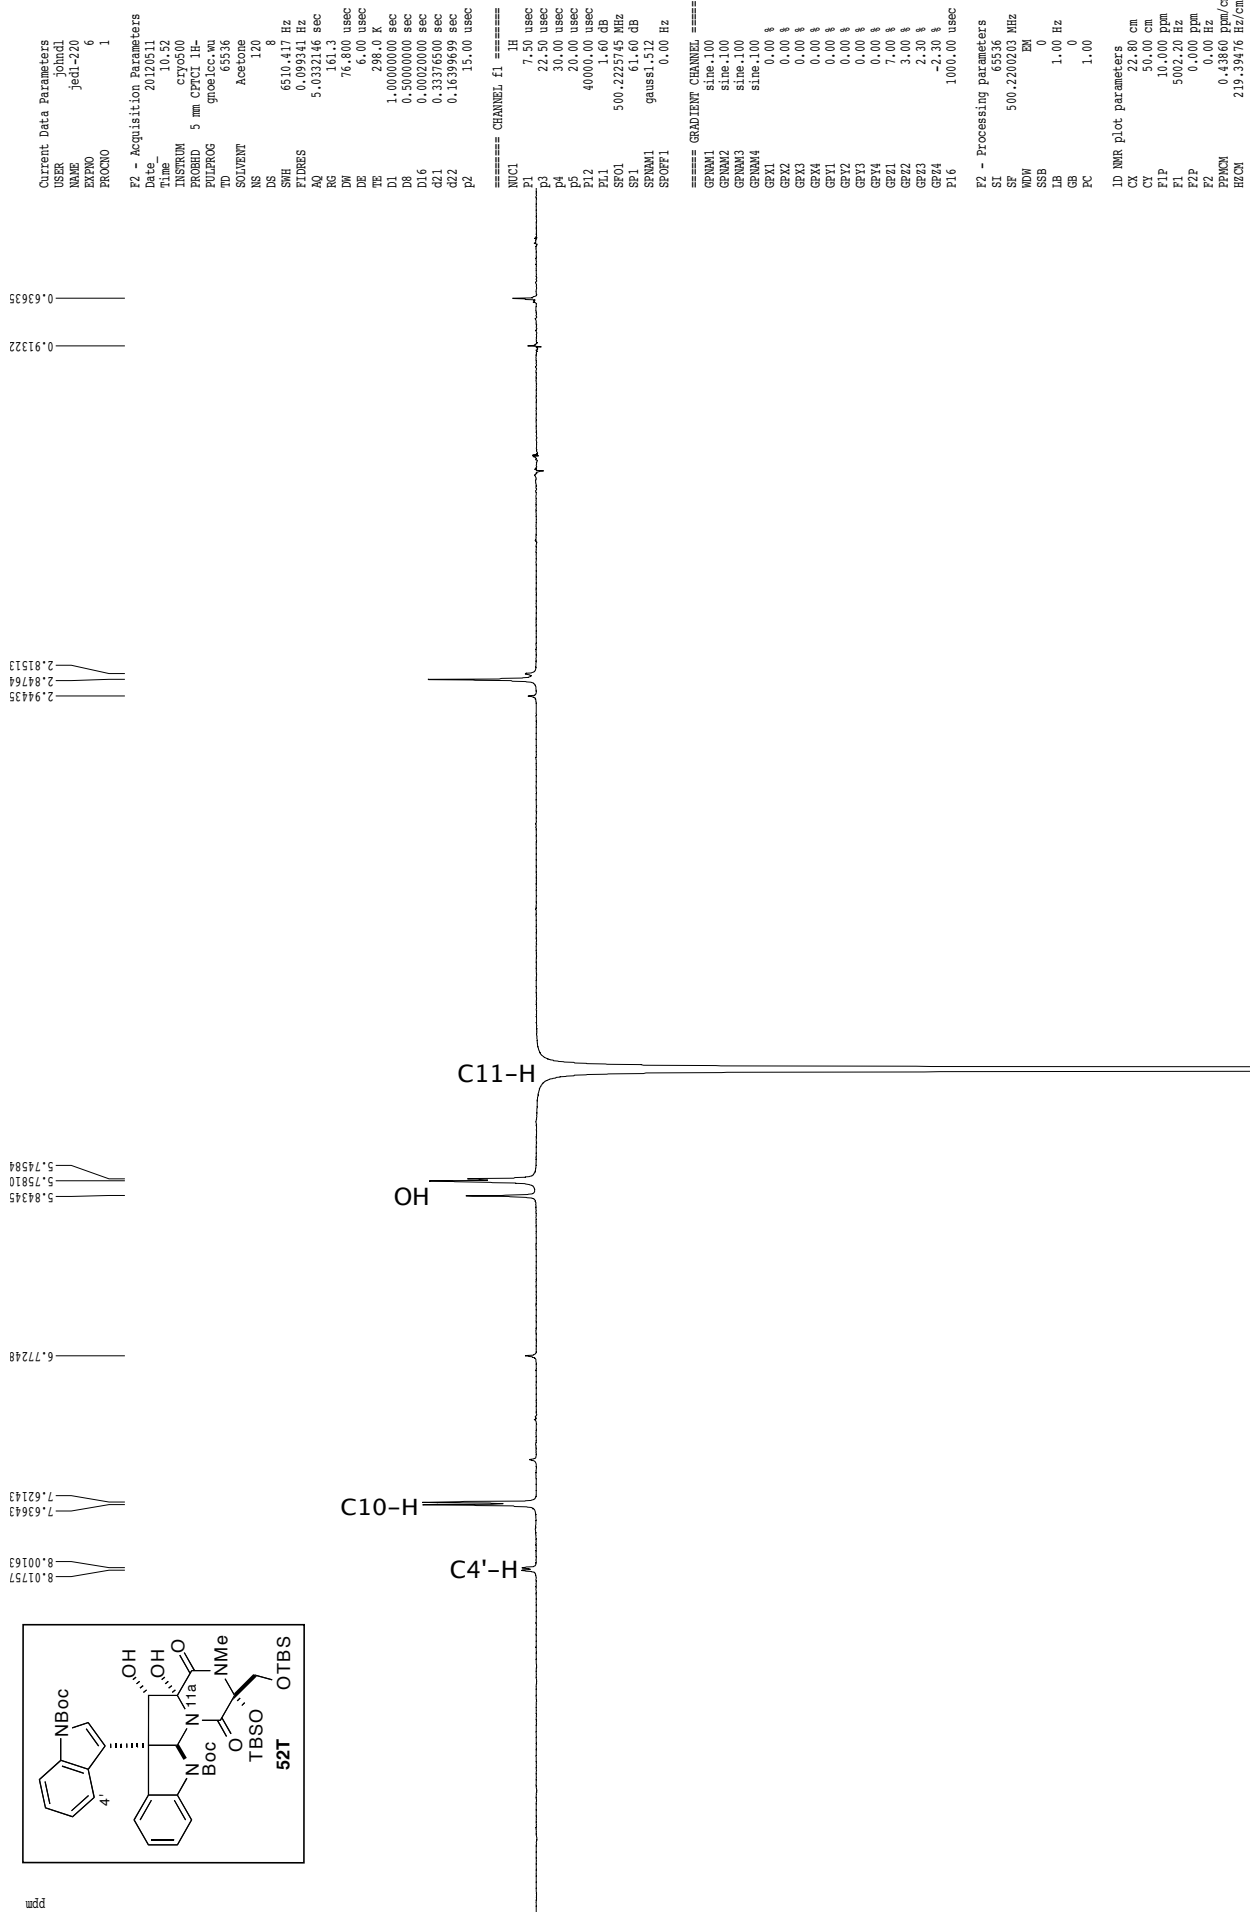 Current Data Parameters
USER johndl
NAME jedl-220
EXPNO 6
PROCNO 1
F2 - Acquisition Parameters
Date_ 20120511
Time 10.52
INSTRUM cryo500
PROBHD 5 mm CPTCI 1H-
PULPROG gnoelcc.wu
TD 65536
SOLVENT Acetone
NS 120
DS 8
SWH 6510.417 Hz
FIDRES 0.099341 Hz
AQ 5.0332146 sec
RG 161.3
DW 76.800 usec
DE 6.00 usec
TE 298.0 K
D1 1.00000000 sec
D8 0.50000000 sec
D16 0.00020000 sec
d21 0.33376500 sec
d22 0.16399699 sec
p2 15.00 usec
======== CHANNEL f1 ========
NUC1 1H
P1 7.50 usec
p3 22.50 usec
p4 30.00 usec
p5 20.00 usec
P12 40000.00 usec
PL1 1.60 dB
SFO1 500.2225745 MHz
SP1 61.60 dB
SPNAM1 gauss1.512
SPOFF1 0.00 Hz
====== GRADIENT CHANNEL =====
GPNAM1 sine.100
GPNAM2 sine.100
GPNAM3 sine.100
GPNAM4 sine.100
GPX1 0.00 %
GPX2 0.00 %
GPX3 0.00 %
GPX4 0.00 %
GPY1 0.00 %
GPY2 0.00 %
GPY3 0.00 %
GPY4 0.00 %
GPZ1 7.00 %
GPZ2 3.00 %
GPZ3 2.30 %
GPZ4 -2.30 %
P16 1000.00 usec
F2 - Processing parameters
SI 65536
SF 500.2200203 MHz
WDW EM
SSB 0
LB 1.00 Hz
GB 0
PC 1.00
1D NMR plot parameters
CX 22.80 cm
CY 50.00 cm
F1P 10.000 ppm
F1 5002.20 Hz
F2P 0.000 ppm
F2 0.00 Hz
PPMCM 0.43860 ppm/c
HZCM 219.39476 Hz/cm
0.63635
0.91322
2.81513
2.84764
2.94435
C11-H
5.74584
5.75810
5.84345
OH
6.77248
7.62143
7.63643
C10-H
8.00163
8.01757
C4'-H
NBoc
4'
OH
OH
O
11a
NMe
N
N
Boc
O
TBSO
OTBS
52T
ppm